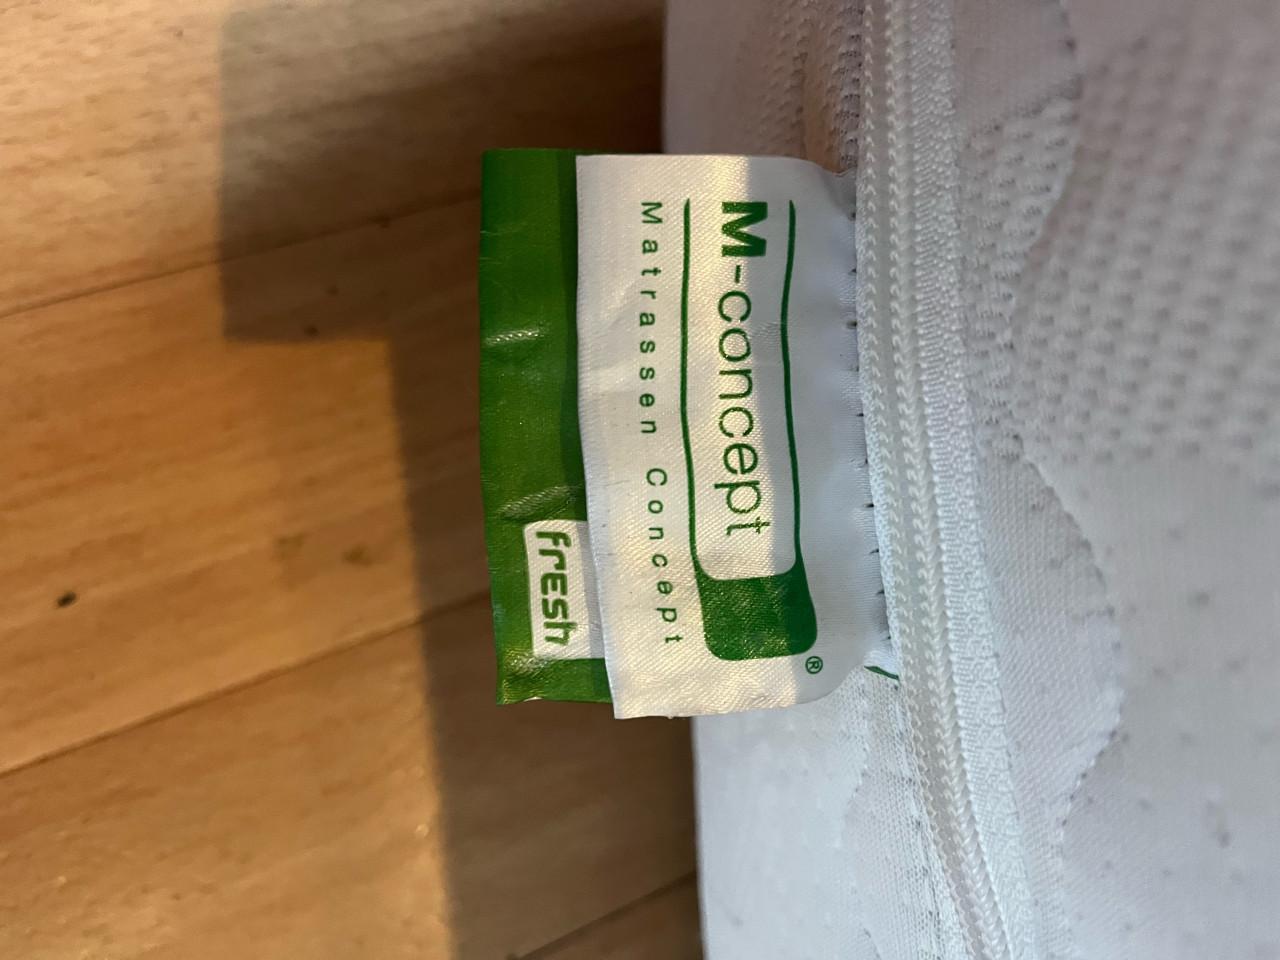 M-concept®
Matrassen Concept
fresh